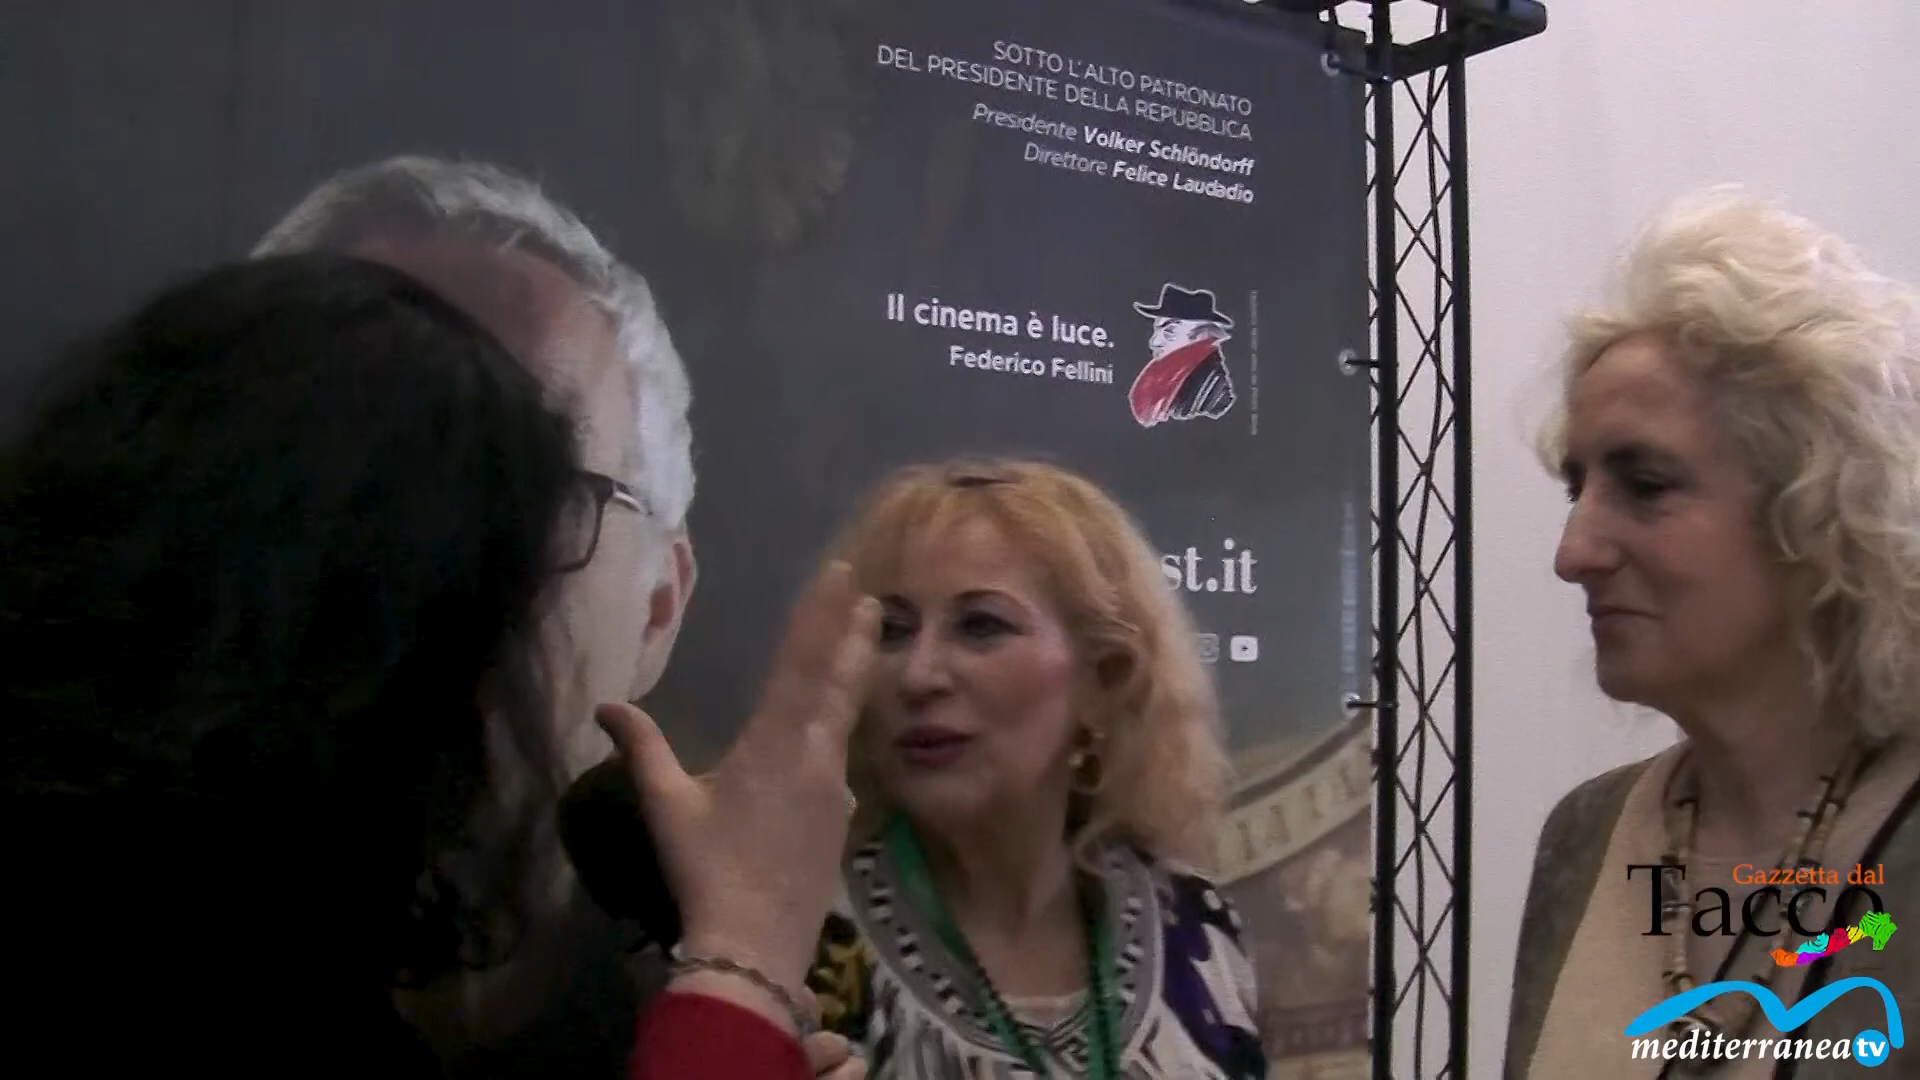 SOTTO L'ALTO PATRONATO
DEL PRESIDENTE DELLA REPUBBLICA
Presidente Volker Schlöndorff
Direttore Felice Laudadio
Il cinema è luce.
Federico Fellini
st.it
Gazzetta dal
Tacco
mediterranea tv